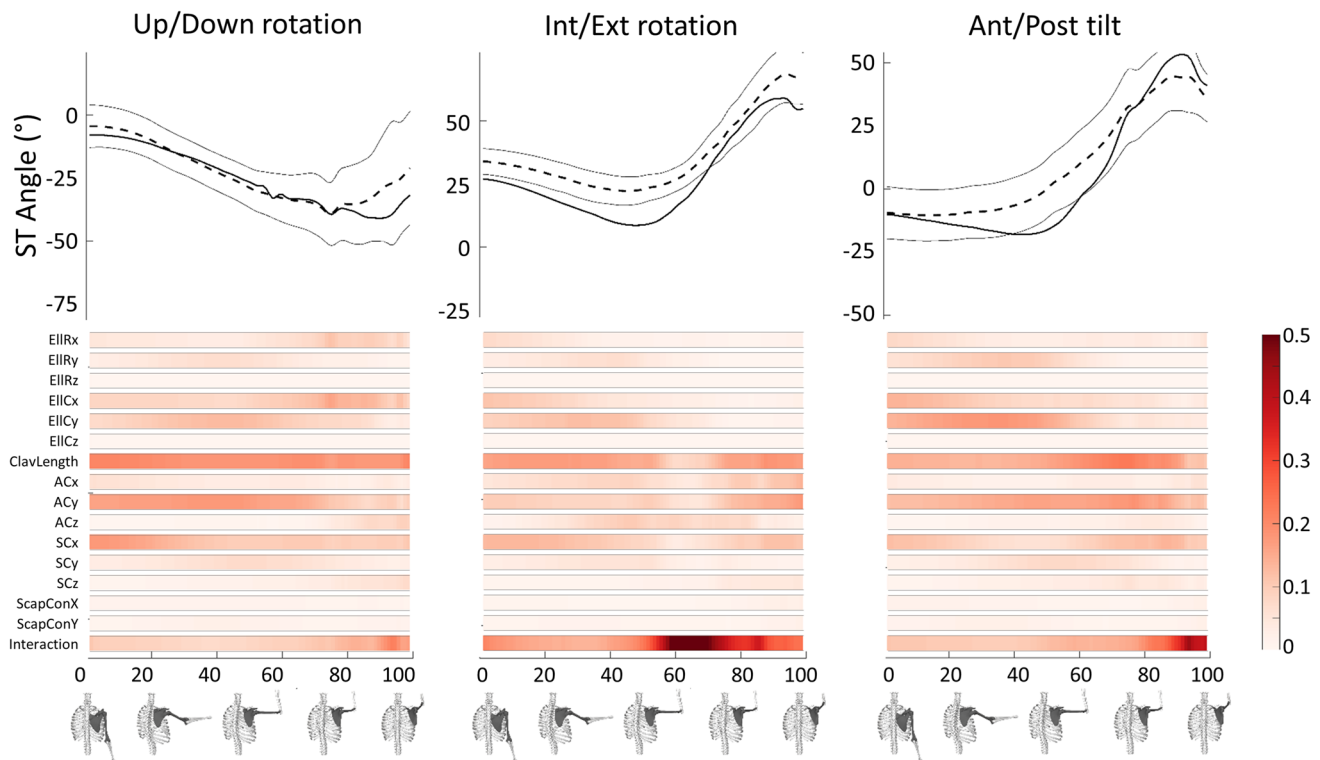 Up/Down rotation
Int/Ext rotation
Ant/Post tilt
ST Angle (°)
0
-25
-50
-75
50
25
0
-25
50
25
0
-25
-50
EllRx
EllRy
EllRz
EllCx
EllCy
EllCz
ClavLength
ACx
ACy
ACz
SCx
SCy
SCz
ScapConX
ScapConY
Interaction
0.5
0.4
0.3
0.2
0.1
0
0 20 40 60 80 100
0 20 40 60 80 100
0 20 40 60 80 100